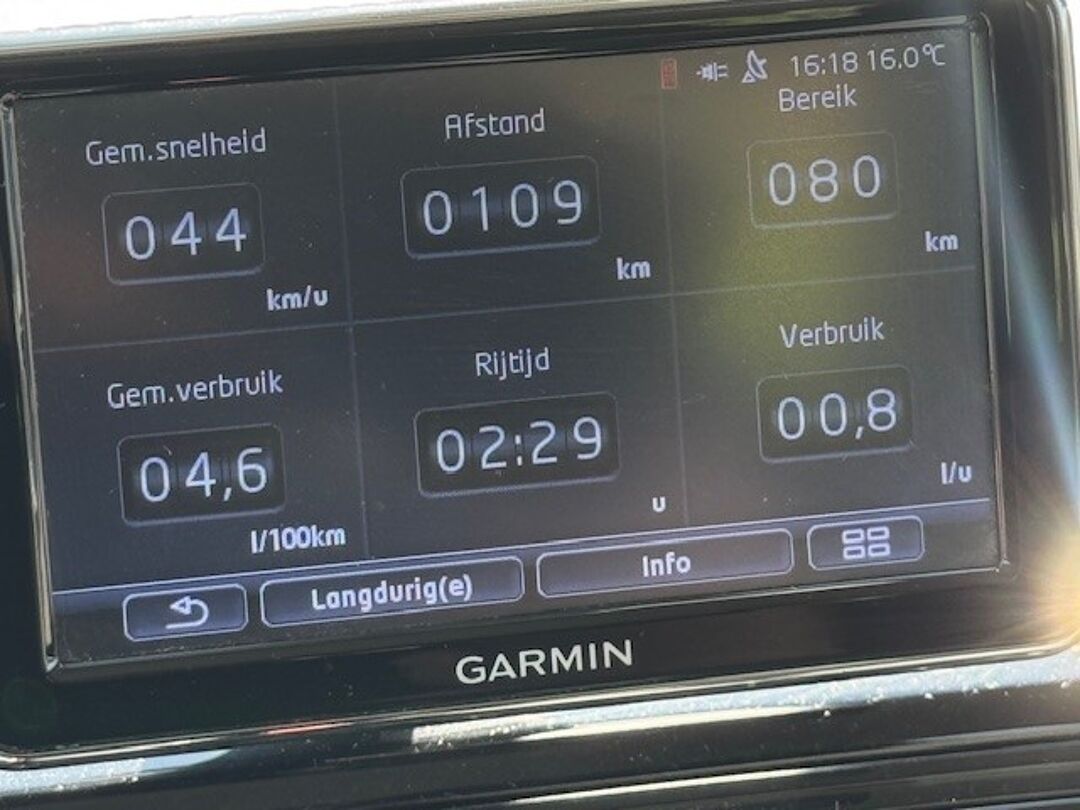 16:18 16.0°C
Gem.snelheid
044
km/u
Afstand
0109
km
Bereik
080
km
Gem.verbruik
04,6
l/100km
Rijtijd
02:29
u
Verbruik
00,8
l/u
Langdurig(e)
Info
GARMIN